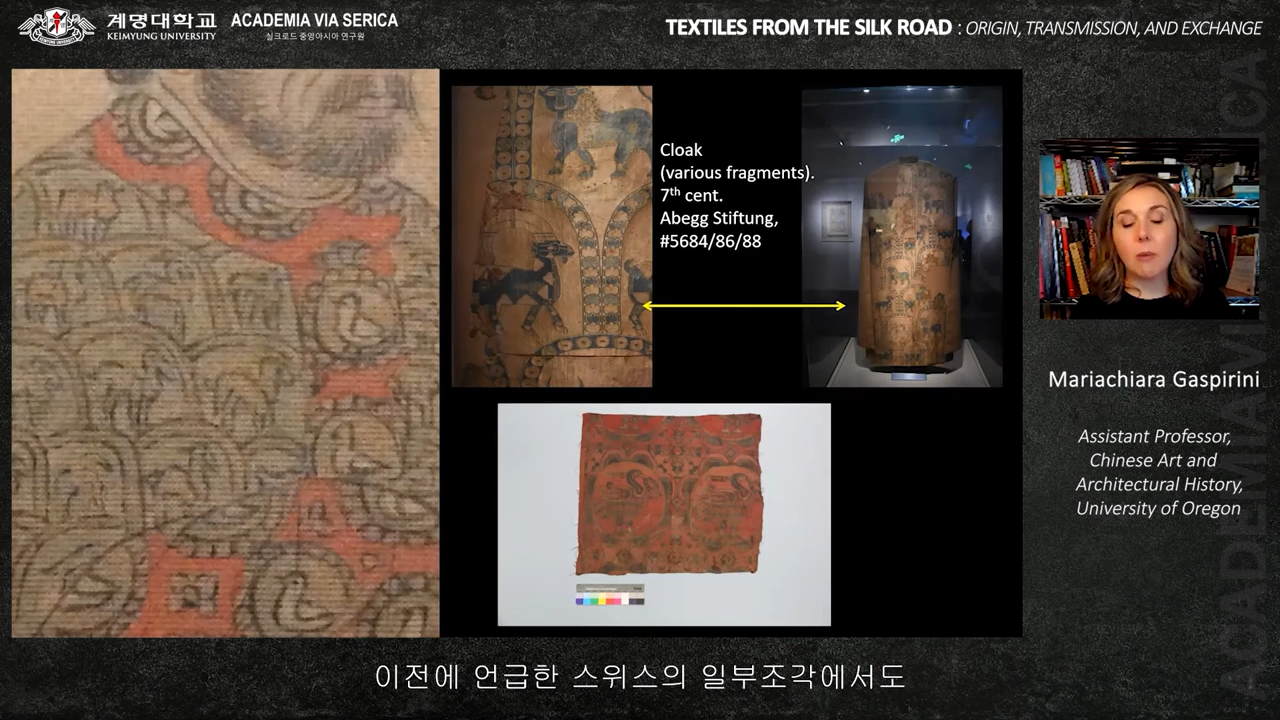 계명대학교
KEIMYUNG UNIVERSITY
ACADEMIA VIA SERICA
실크로드 중앙아시아 연구원
TEXTILES FROM THE SILK ROAD : ORIGIN, TRANSMISSION, AND EXCHANGE
Cloak
(various fragments).
7th cent.
Abegg Stiftung,
#5684/86/88
Mariachiara Gaspirini
Assistant Professor,
Chinese Art and
Architectural History,
University of Oregon
이전에 언급한 스위스의 일부조각에서도